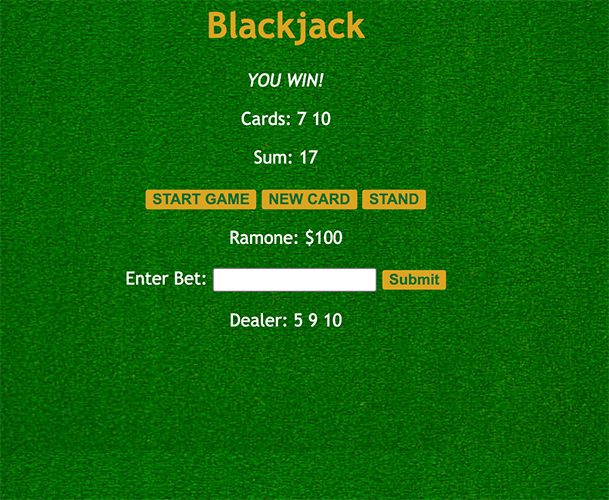 Blackjack
YOU WIN!
Cards: 7 10
Sum: 17
START GAME NEW CARD STAND
Ramone: $100
Enter Bet: Submit
Dealer: 5 9 10